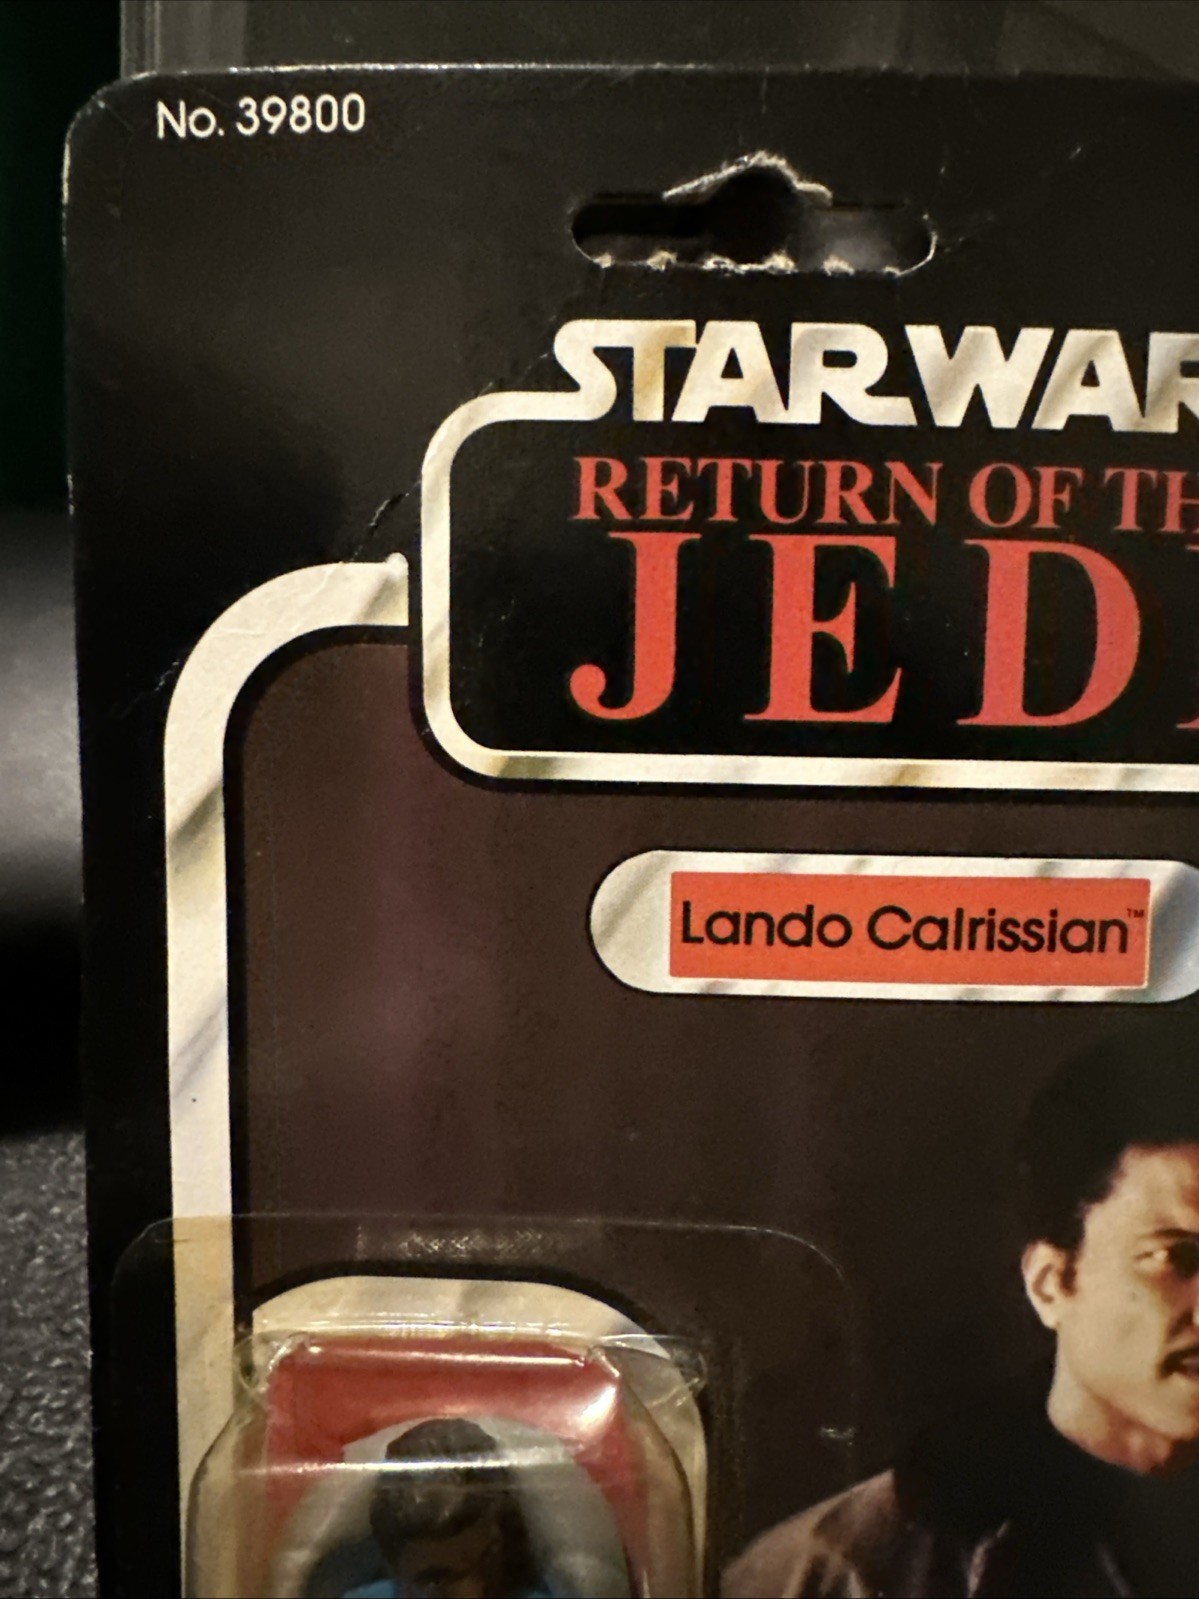 No. 39800
STAR WAR
RETURN OF TH
JED
Lando Calrissian™